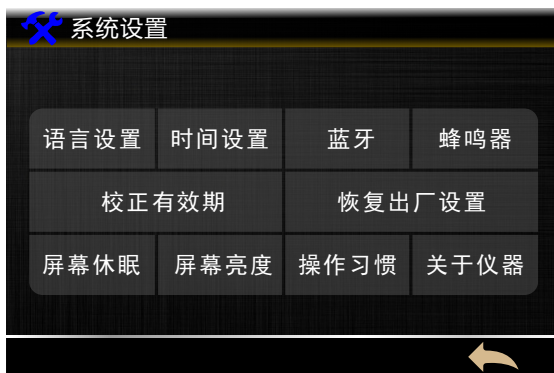 系统设置
语言设置 时间设置 蓝牙 蜂鸣器
校正有效期 恢复出厂设置
屏幕休眠 屏幕亮度 操作习惯 关于仪器